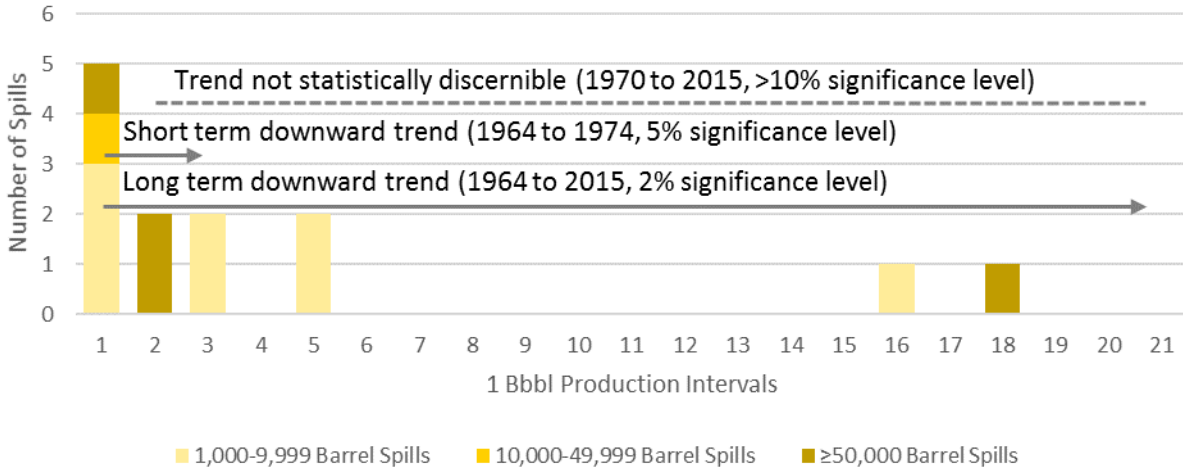 6
5
4
3
2
1
0
Number of Spills
Trend not statistically discernible (1970 to 2015, >10% significance level)
Short term downward trend (1964 to 1974, 5% significance level)
Long term downward trend (1964 to 2015, 2% significance level)
1 2 3 4 5 6 7 8 9 10 11 12 13 14 15 16 17 18 19 20 21
1 Bbbl Production Intervals
1,000-9,999 Barrel Spills 10,000-49,999 Barrel Spills ≥50,000 Barrel Spills